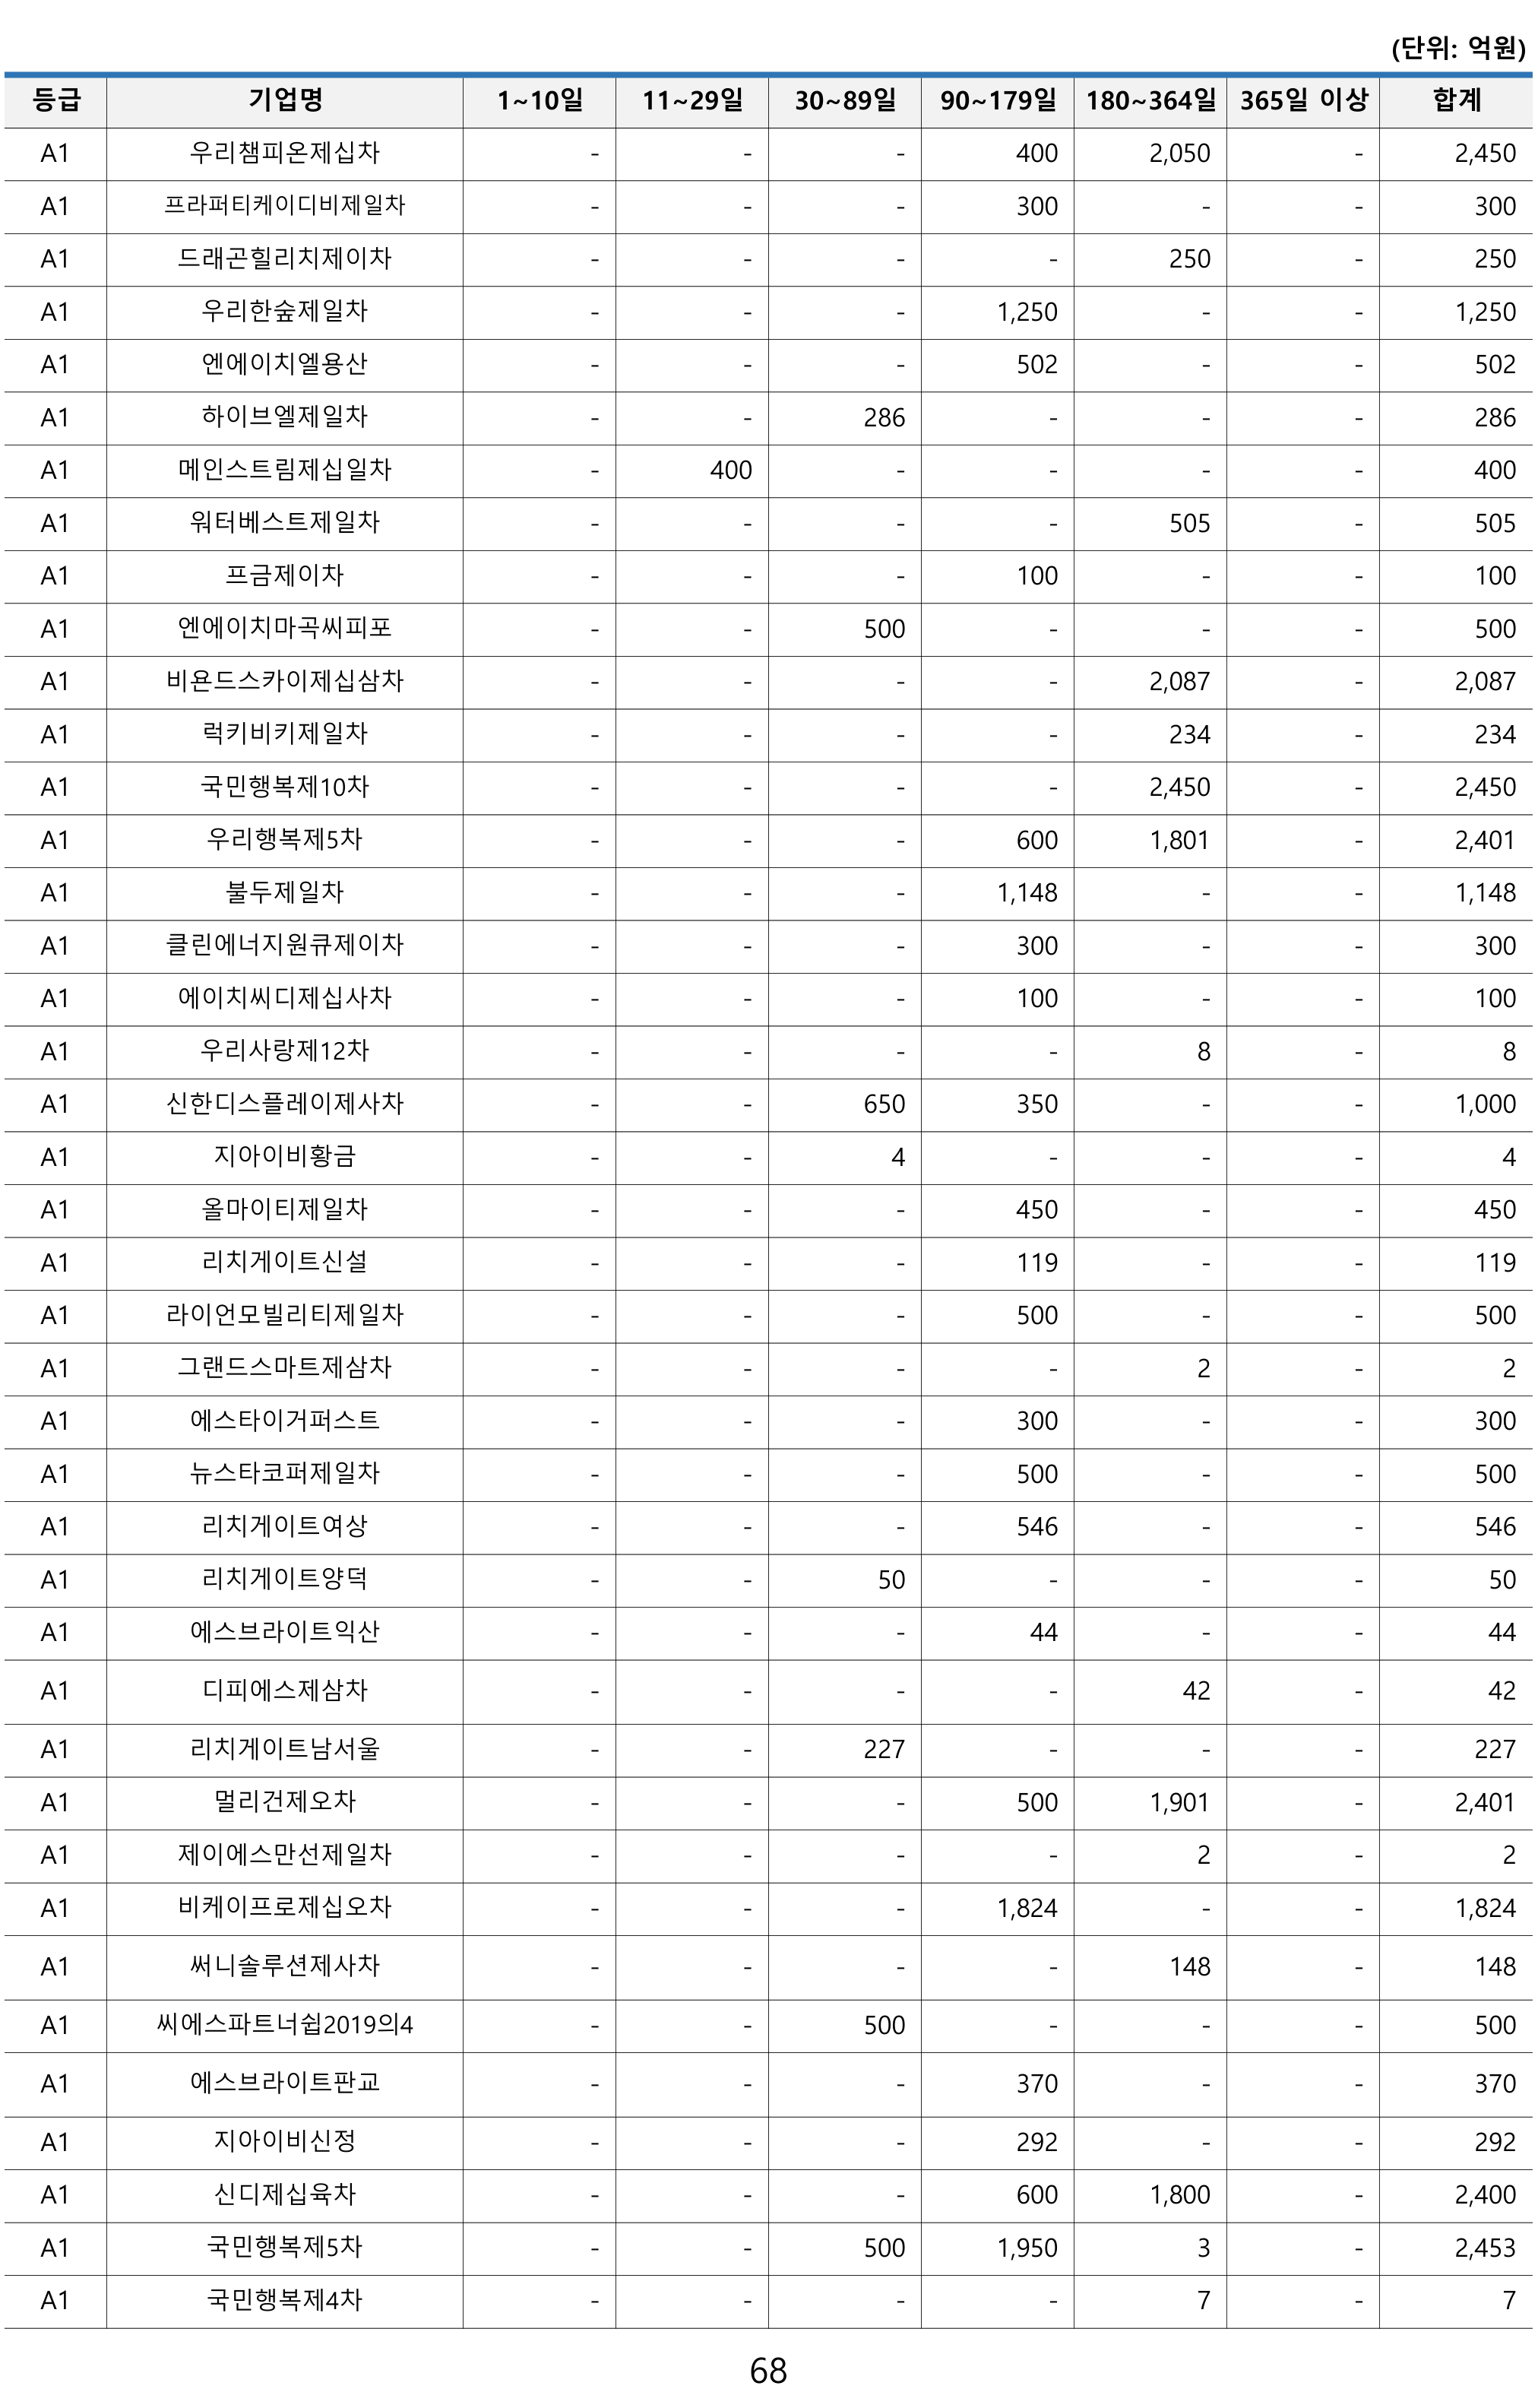 (단위: 억원)
등급 기업명 1~10일 11~29일 30~89일 90~179일 180~364일 365일 이상 합계
A1 우리챔피온제십차 - - - 400 2,050 - 2,450
A1 프라퍼티케이디비제일차 - - - 300 - - 300
A1 드래곤힐리치제이차 - - - - 250 - 250
A1 우리한숲제일차 - - - 1,250 - - 1,250
A1 엔에이치엘용산 - - - 502 - - 502
A1 하이브엘제일차 - - 286 - - - 286
A1 메인스트림제십일차 - 400 - - - - 400
A1 워터베스트제일차 - - - - 505 - 505
A1 프금제이차 - - - 100 - - 100
A1 엔에이치마곡씨피포 - - 500 - - - 500
A1 비욘드스카이제십삼차 - - - - 2,087 - 2,087
A1 럭키비키제일차 - - - - 234 - 234
A1 국민행복제10차 - - - - 2,450 - 2,450
A1 우리행복제5차 - - - 600 1,801 - 2,401
A1 불두제일차 - - - 1,148 - - 1,148
A1 클린에너지원큐제이차 - - - 300 - - 300
A1 에이치씨디제십사차 - - - 100 - - 100
A1 우리사랑제12차 - - - - 8 - 8
A1 신한디스플레이제사차 - - 650 350 - - 1,000
A1 지아이비황금 - - 4 - - - 4
A1 올마이티제일차 - - - 450 - - 450
A1 리치게이트신설 - - - 119 - - 119
A1 라이언모빌리티제일차 - - - 500 - - 500
A1 그랜드스마트제삼차 - - - - 2 - 2
A1 에스타이거퍼스트 - - - 300 - - 300
A1 뉴스타코퍼제일차 - - - 500 - - 500
A1 리치게이트여상 - - - 546 - - 546
A1 리치게이트양덕 - - 50 - - - 50
A1 에스브라이트익산 - - - 44 - - 44
A1 디피에스제삼차 - - - - 42 - 42
A1 리치게이트남서울 - - 227 - - - 227
A1 멀리건제오차 - - - 500 1,901 - 2,401
A1 제이에스만선제일차 - - - - 2 - 2
A1 비케이프로제십오차 - - - 1,824 - - 1,824
A1 써니솔루션제사차 - - - - 148 - 148
A1 씨에스파트너쉽2019의4 - - 500 - - - 500
A1 에스브라이트판교 - - - 370 - - 370
A1 지아이비신정 - - - 292 - - 292
A1 신디제십육차 - - - 600 1,800 - 2,400
A1 국민행복제5차 - - 500 1,950 3 - 2,453
A1 국민행복제4차 - - - - 7 - 7
68